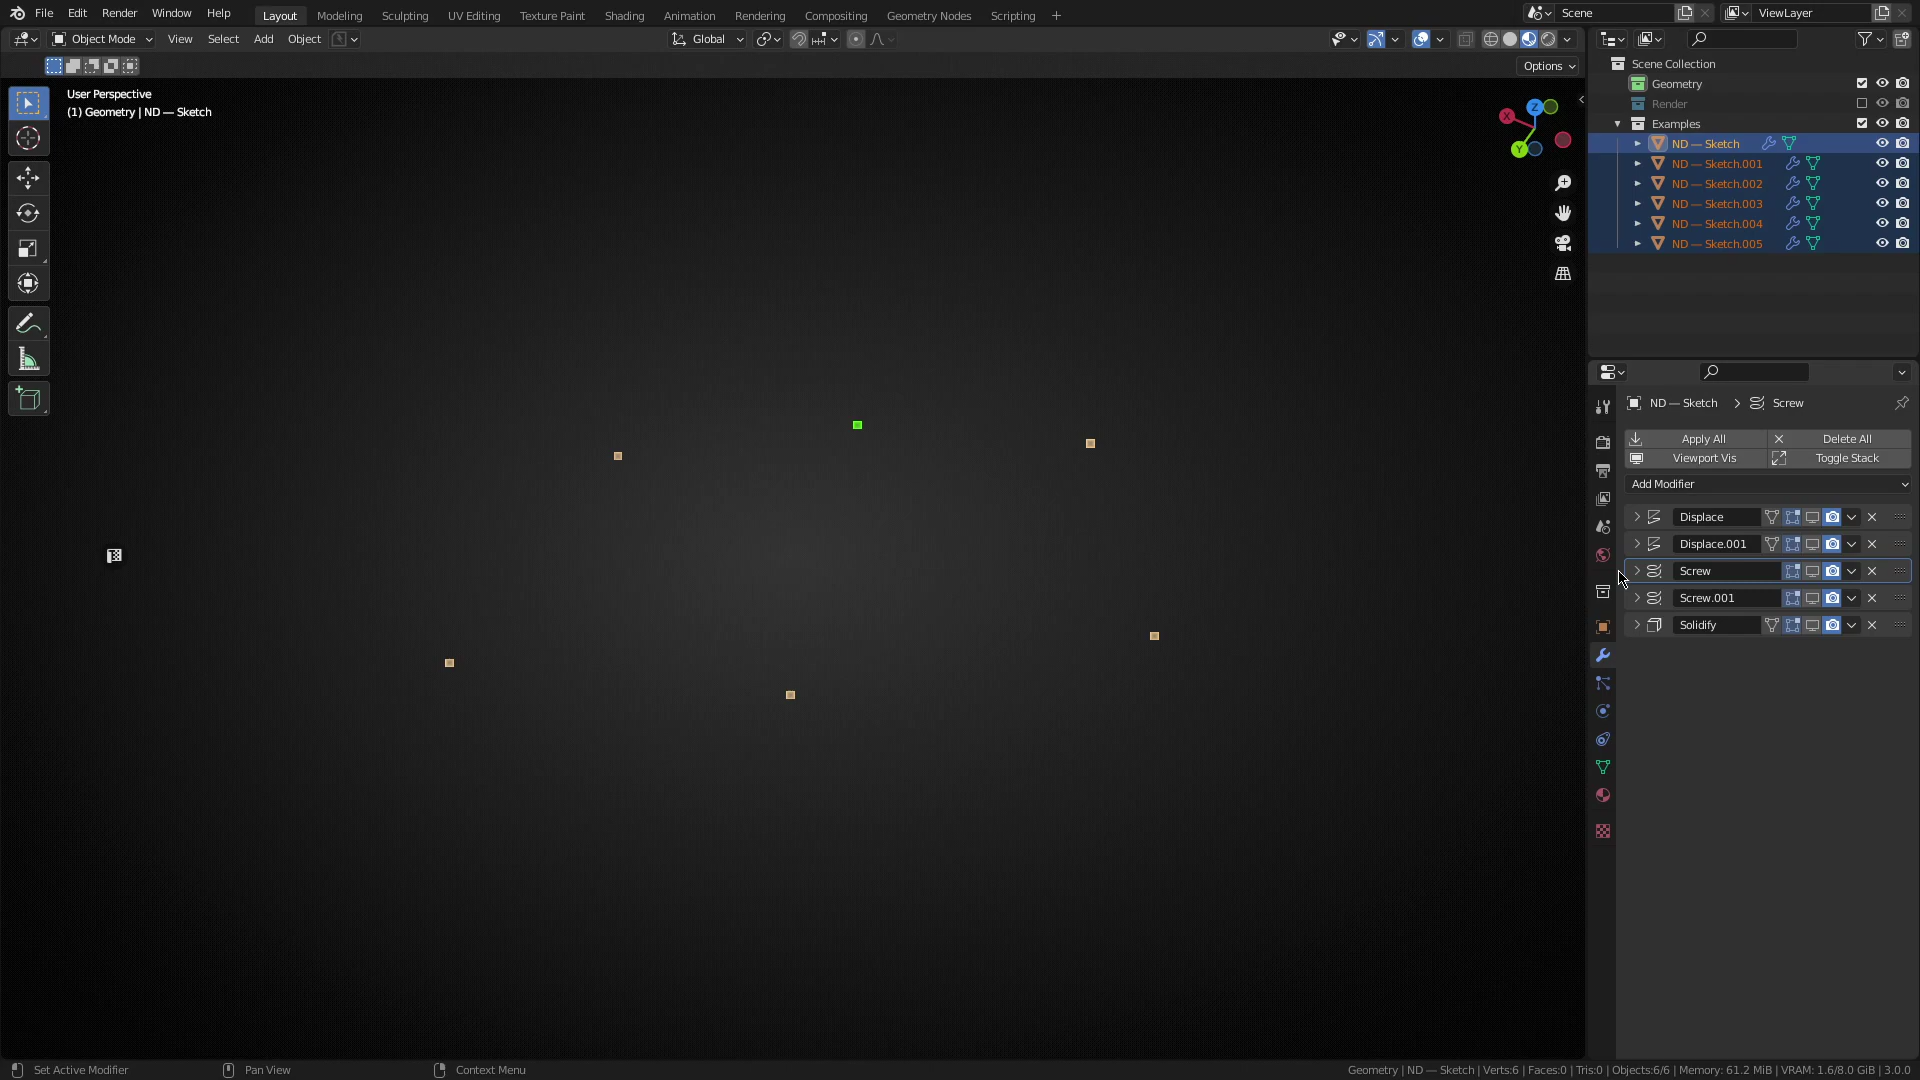 File Edit Render Window Help Layout Modeling Sculpting UV Editing Texture Paint Shading Animation Rendering Compositing Geometry Nodes Scripting + Scene ViewLayer
Object Mode View Select Add Object Global
Options
User Perspective
(1) Geometry | ND — Sketch
X
Y
Z
Scene Collection
Geometry
Render
Examples
ND — Sketch
ND — Sketch.001
ND — Sketch.002
ND — Sketch.003
ND — Sketch.004
ND — Sketch.005
ND — Sketch > Screw
Apply All Delete All
Viewport Vis Toggle Stack
Add Modifier
Displace
Displace.001
Screw
Screw.001
Solidify
Set Active Modifier Pan View Context Menu Geometry | ND — Sketch | Verts:6 | Faces:0 | Tris:0 | Objects:6/6 | Memory: 61.2 MiB | VRAM: 1.6/8.0 GiB | 3.0.0